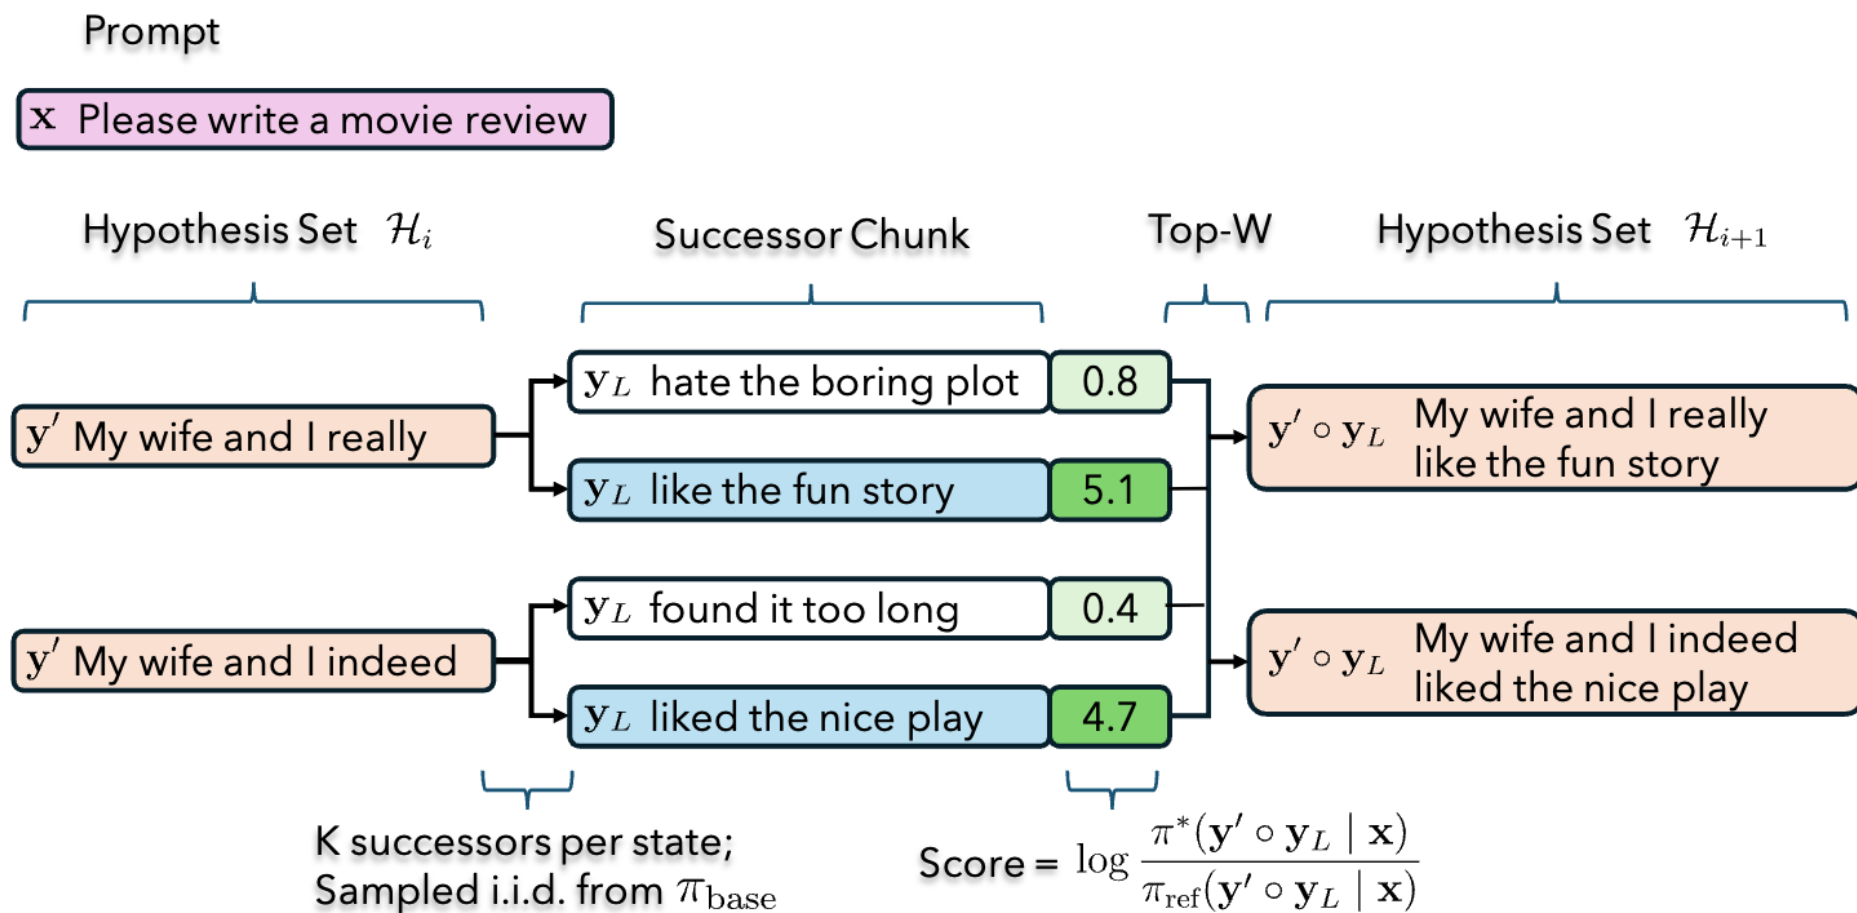 Prompt
x Please write a movie review
Hypothesis Set ℋᵢ
Successor Chunk
Top-W
Hypothesis Set ℋᵢ₊₁
y′ My wife and I really
y_L hate the boring plot 0.8
y_L like the fun story 5.1
y′ ∘ y_L My wife and I really
like the fun story
y′ My wife and I indeed
y_L found it too long 0.4
y_L liked the nice play 4.7
y′ ∘ y_L My wife and I indeed
liked the nice play
K successors per state;
Sampled i.i.d. from π_base
Score = log π*(y′ ∘ y_L | x) / π_ref(y′ ∘ y_L | x)